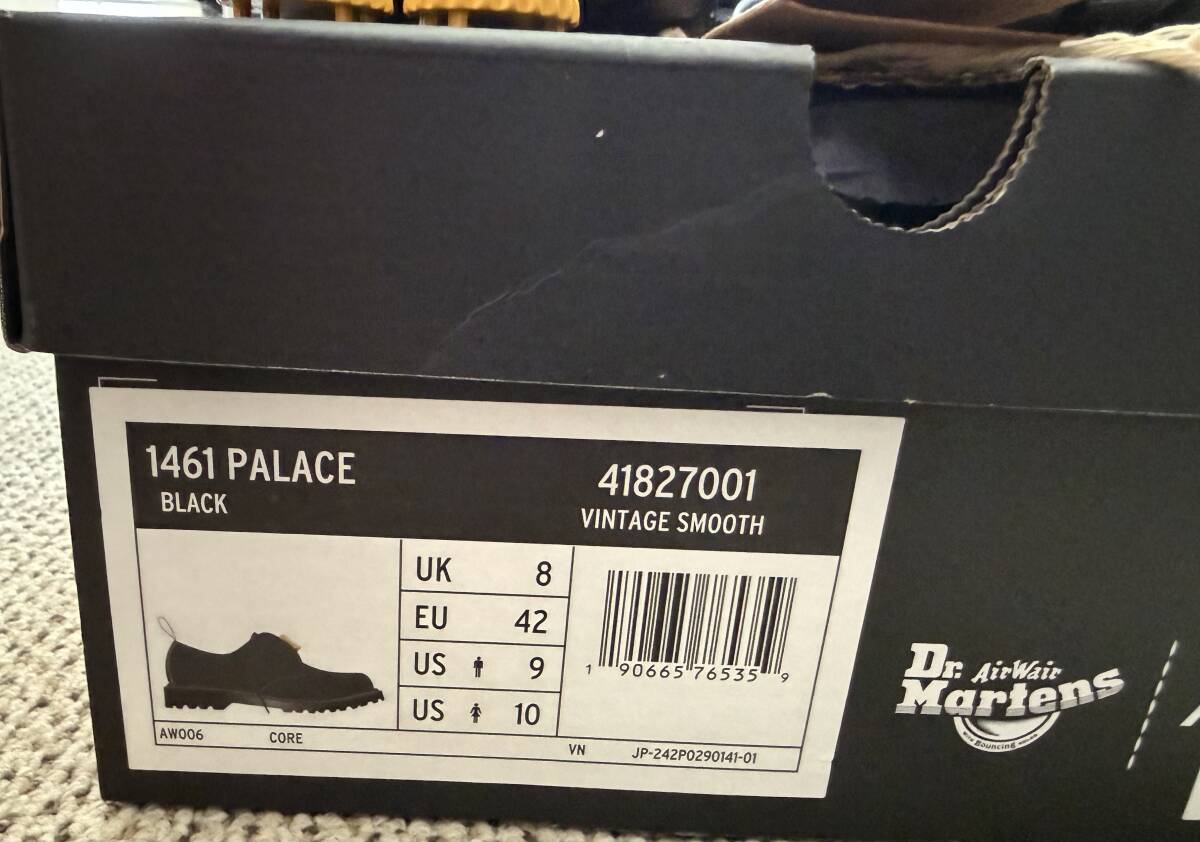 1461 PALACE
BLACK
41827001
VINTAGE SMOOTH
UK 8
EU 42
US 9
US 10
1 90665 76535 9
AW006 CORE VN JP-242P0290141-01
Dr. AirWair
Martens
Bouncing